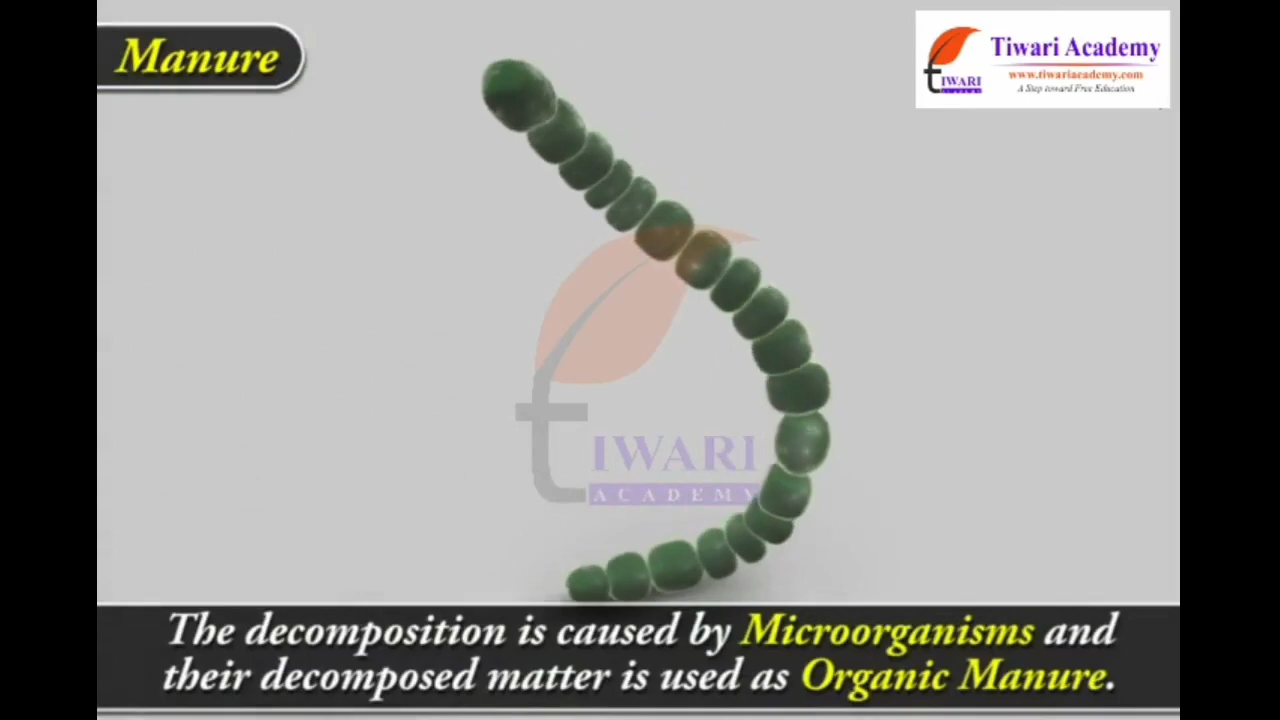 Manure
Tiwari Academy
www.tiwariacademy.com
A Step toward Free Education
tIWARI
ACADEMY
tIWARI
ACADEMY
The decomposition is caused by Microorganisms and
their decomposed matter is used as Organic Manure.